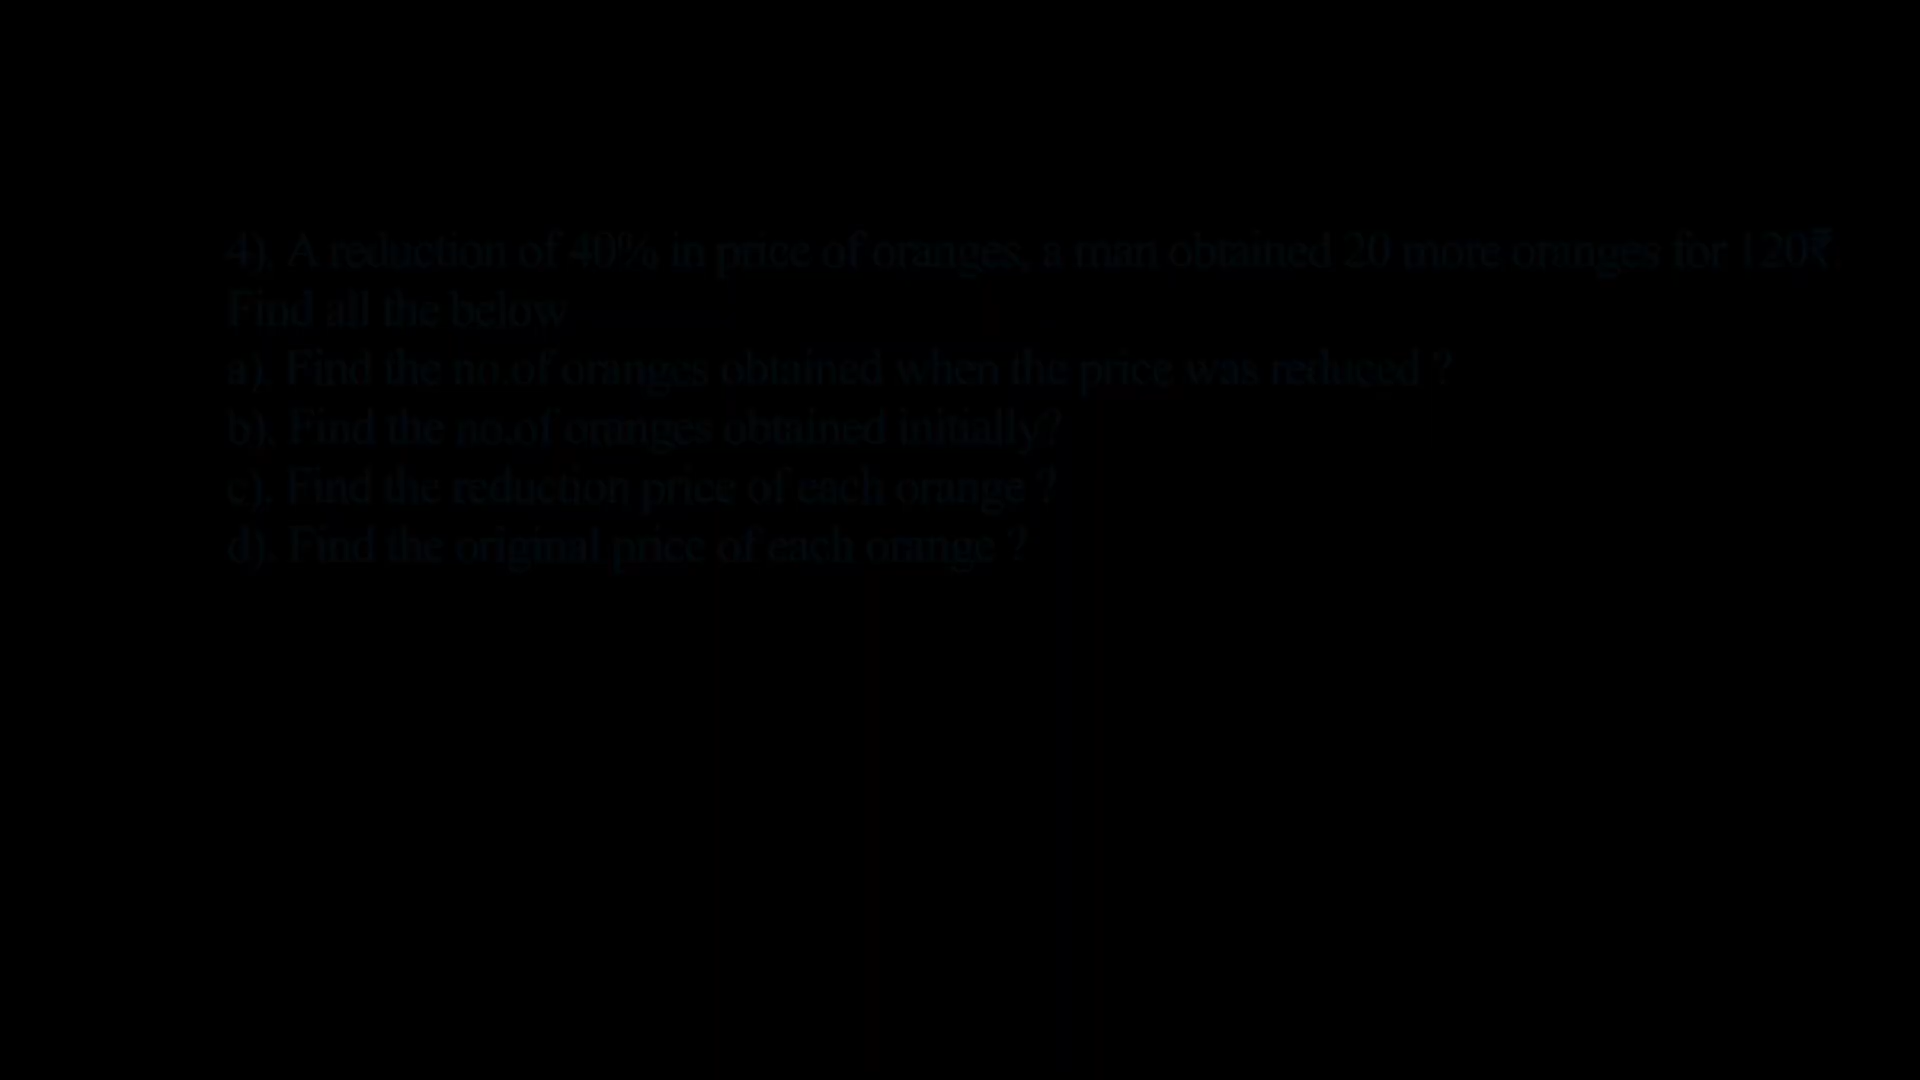 4). A reduction of 40% in price of oranges, a man obtained 20 more oranges for 120₹.
Find all the below
a). Find the no.of oranges obtained when the price was reduced ?
b). Find the no.of oranges obtained initially?
c). Find the reduction price of each orange ?
d). Find the original price of each orange ?